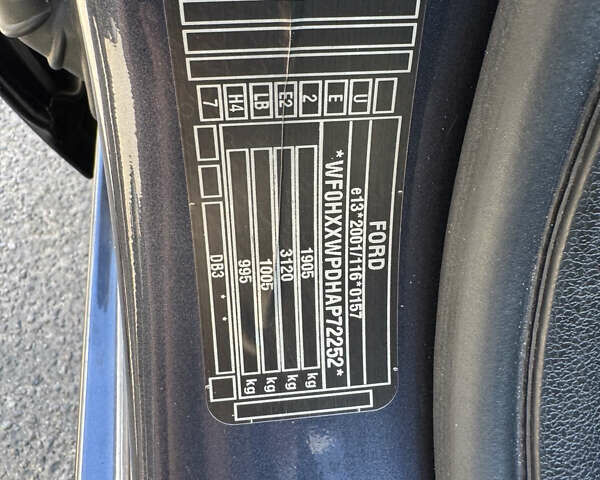 FORD
e13*2001/116*0157
*WF0HXXWPDHAP72252*
1905 kg
3120 kg
1005 kg
995 kg
DB3 * *
U E 2 E2 LB H4 7